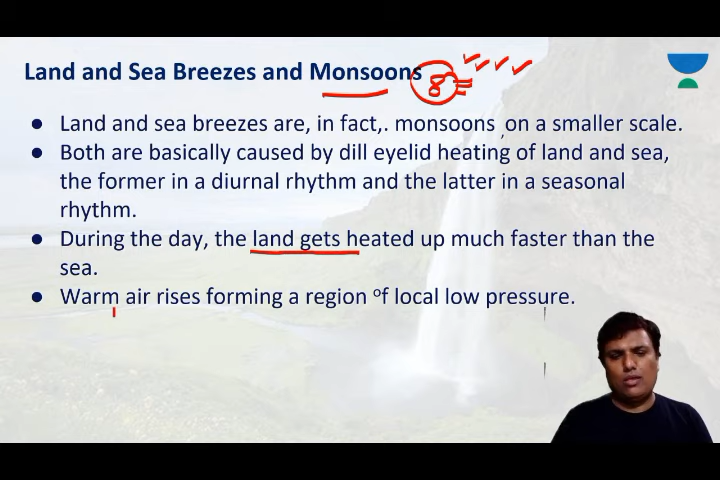 Land and Sea Breezes and Monsoons 8
● Land and sea breezes are, in fact,. monsoons ,on a smaller scale.
● Both are basically caused by dill eyelid heating of land and sea,
the former in a diurnal rhythm and the latter in a seasonal
rhythm.
● During the day, the land gets heated up much faster than the
sea.
● Warm air rises forming a region of local low pressure.